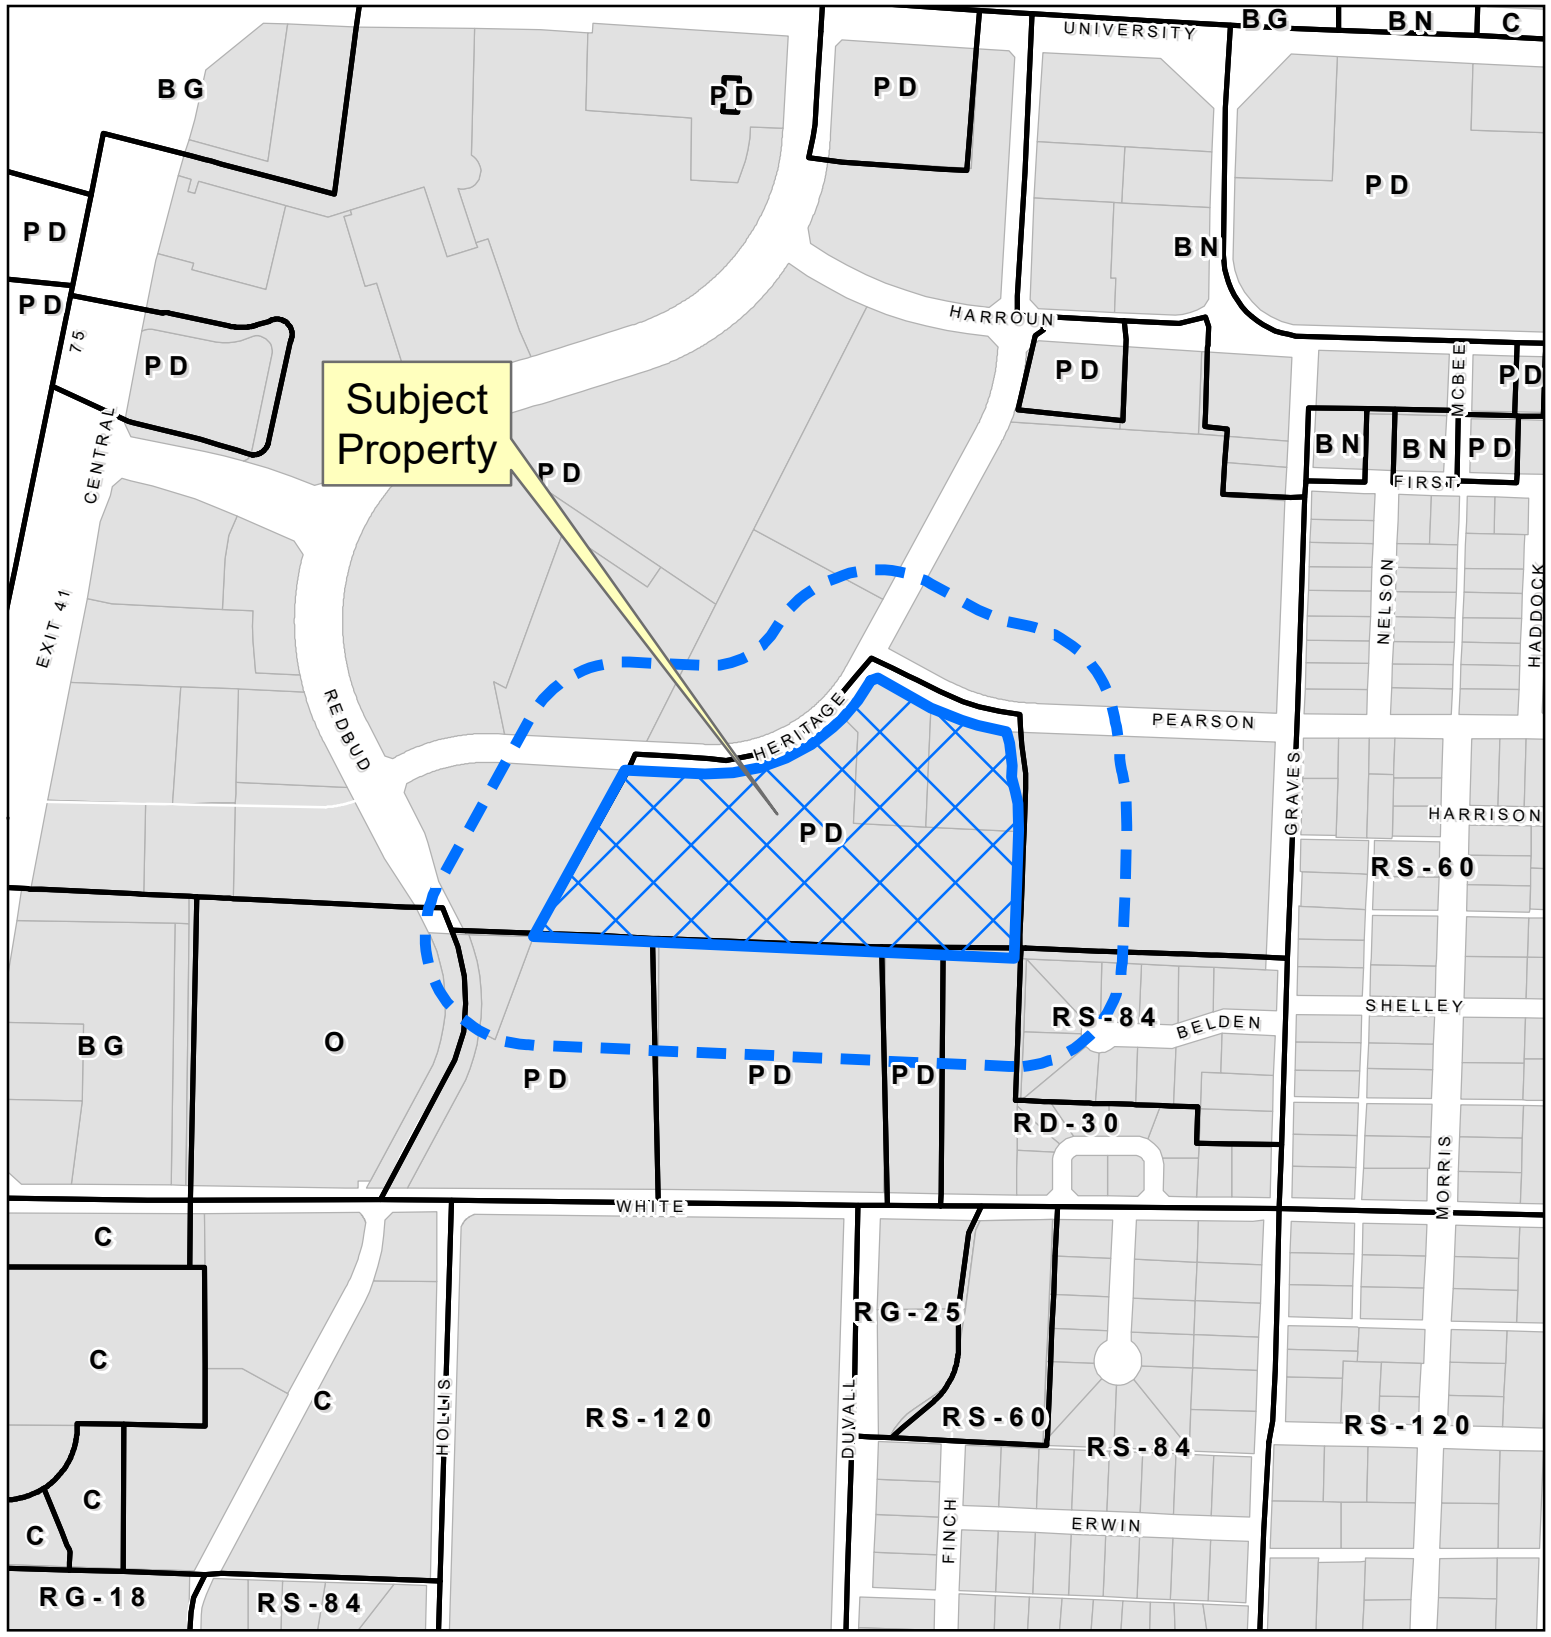 BG
BN
C
UNIVERSITY
BG
PD
PD
PD
BN
PD
PD
HARROUN
75
PD
PD
MCBEE
PD
Subject
Property
CENTRAL
PD
BN
BN
PD
FIRST
EXIT 41
NELSON
HADDOCK
REDBUD
HERITAGE
PEARSON
GRAVES
PD
HARRISON
RS-60
BG
O
RS-84
BELDEN
SHELLEY
PD
PD
PD
RD-30
MORRIS
WHITE
C
C
C
RG-25
HOLLIS
RS-120
DUVALL
RS-60
RS-84
RS-120
C
C
FINCH
ERWIN
RG-18
RS-84